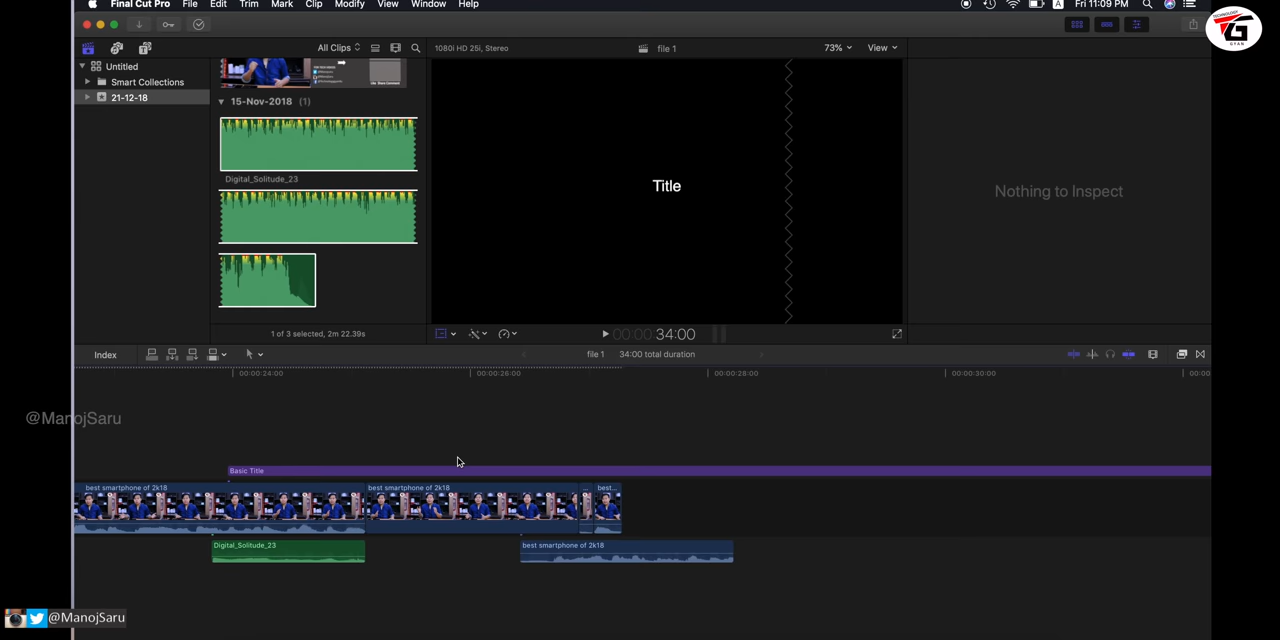 Final Cut Pro File Edit Trim Mark Clip Modify View Window Help
A Fri 11:09 PM
TECHNOLOGY
TG
GYAN
All Clips
1080i HD 25i, Stereo
file 1
73%
View
Untitled
Smart Collections
21-12-18
15-Nov-2018 (1)
Digital_Solitude_23
Title
Nothing to Inspect
1 of 3 selected, 2m 22.39s
00:00:34:00
Index
file 1
34:00 total duration
00:00:24:00
00:00:26:00
00:00:28:00
00:00:30:00
00:00
@ManojSaru
Basic Title
best smartphone of 2k18
best smartphone of 2k18
...
best...
Digital_Solitude_23
best smartphone of 2k18
@ManojSaru